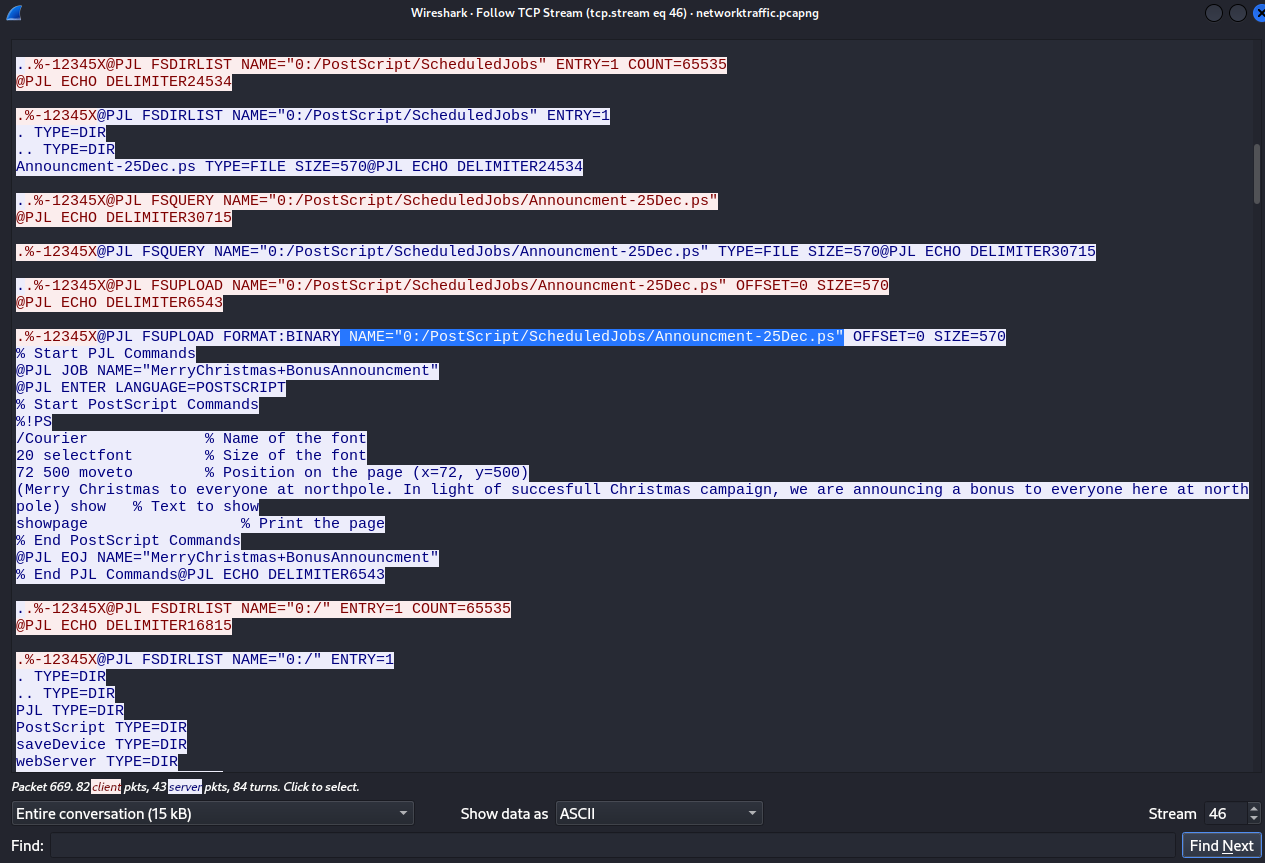 Wireshark · Follow TCP Stream (tcp.stream eq 46) · networktraffic.pcapng
..%-12345X@PJL FSDIRLIST NAME="0:/PostScript/ScheduledJobs" ENTRY=1 COUNT=65535
@PJL ECHO DELIMITER24534
.%-12345X@PJL FSDIRLIST NAME="0:/PostScript/ScheduledJobs" ENTRY=1
. TYPE=DIR
.. TYPE=DIR
Announcment-25Dec.ps TYPE=FILE SIZE=570@PJL ECHO DELIMITER24534
..%-12345X@PJL FSQUERY NAME="0:/PostScript/ScheduledJobs/Announcment-25Dec.ps"
@PJL ECHO DELIMITER30715
.%-12345X@PJL FSQUERY NAME="0:/PostScript/ScheduledJobs/Announcment-25Dec.ps" TYPE=FILE SIZE=570@PJL ECHO DELIMITER30715
..%-12345X@PJL FSUPLOAD NAME="0:/PostScript/ScheduledJobs/Announcment-25Dec.ps" OFFSET=0 SIZE=570
@PJL ECHO DELIMITER6543
.%-12345X@PJL FSUPLOAD FORMAT:BINARY NAME="0:/PostScript/ScheduledJobs/Announcment-25Dec.ps" OFFSET=0 SIZE=570
% Start PJL Commands
@PJL JOB NAME="MerryChristmas+BonusAnnouncment"
@PJL ENTER LANGUAGE=POSTSCRIPT
% Start PostScript Commands
%!PS
/Courier             % Name of the font
20 selectfont        % Size of the font
72 500 moveto        % Position on the page (x=72, y=500)
(Merry Christmas to everyone at northpole. In light of succesfull Christmas campaign, we are announcing a bonus to everyone here at north
pole) show   % Text to show
showpage                 % Print the page
% End PostScript Commands
@PJL EOJ NAME="MerryChristmas+BonusAnnouncment"
% End PJL Commands@PJL ECHO DELIMITER6543
..%-12345X@PJL FSDIRLIST NAME="0:/" ENTRY=1 COUNT=65535
@PJL ECHO DELIMITER16815
.%-12345X@PJL FSDIRLIST NAME="0:/" ENTRY=1
. TYPE=DIR
.. TYPE=DIR
PJL TYPE=DIR
PostScript TYPE=DIR
saveDevice TYPE=DIR
webServer TYPE=DIR
Packet 669. 82 client pkts, 43 server pkts, 84 turns. Click to select.
Entire conversation (15 kB) Show data as ASCII Stream 46
Find: Find Next